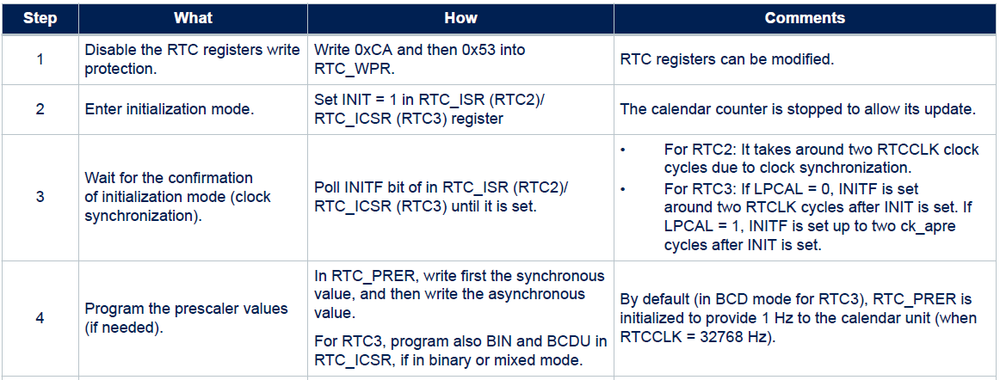 Step What How Comments
1
Disable the RTC registers write
protection.
Write 0xCA and then 0x53 into
RTC_WPR.
RTC registers can be modified.
2
Enter initialization mode.
Set INIT = 1 in RTC_ISR (RTC2)/
RTC_ICSR (RTC3) register
The calendar counter is stopped to allow its update.
3
Wait for the confirmation
of initialization mode (clock
synchronization).
Poll INITF bit of in RTC_ISR (RTC2)/
RTC_ICSR (RTC3) until it is set.
• For RTC2: It takes around two RTCCLK clock
cycles due to clock synchronization.
• For RTC3: If LPCAL = 0, INITF is set
around two RTCLK cycles after INIT is set. If
LPCAL = 1, INITF is set up to two ck_apre
cycles after INIT is set.
4
Program the prescaler values
(if needed).
In RTC_PRER, write first the synchronous
value, and then write the asynchronous
value.
For RTC3, program also BIN and BCDU in
RTC_ICSR, if in binary or mixed mode.
By default (in BCD mode for RTC3), RTC_PRER is
initialized to provide 1 Hz to the calendar unit (when
RTCCLK = 32768 Hz).